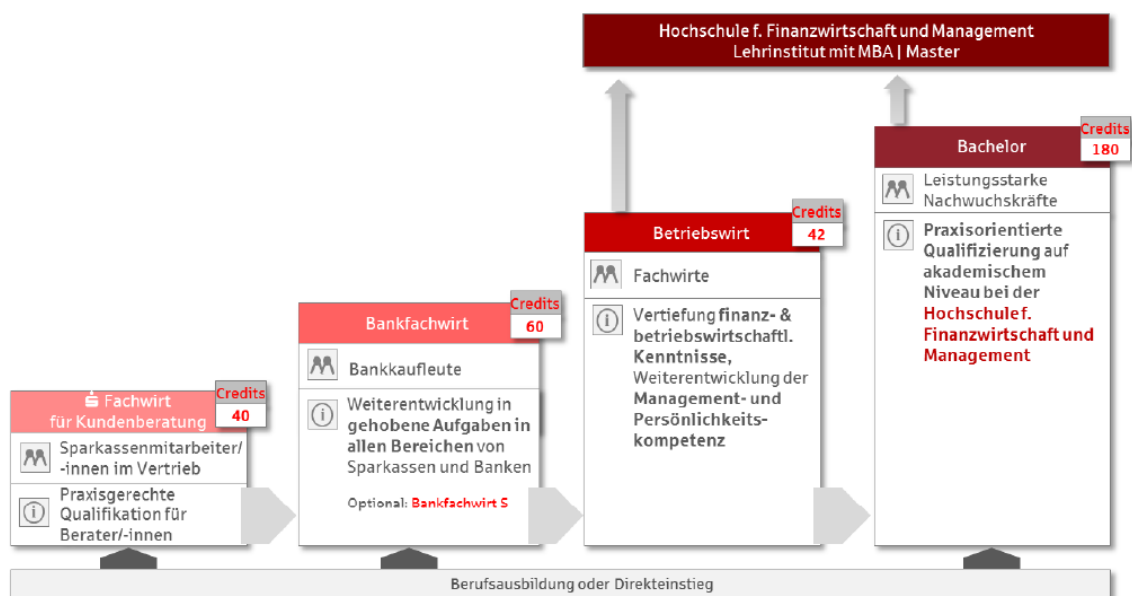 Hochschule f. Finanzwirtschaft und Management
Lehrinstitut mit MBA | Master
Credits
180
Bachelor
Leistungsstarke
Nachwuchskräfte
Praxisorientierte
Qualifizierung auf
akademischem
Niveau bei der
Hochschule f.
Finanzwirtschaft und
Management
Credits
42
Betriebswirt
Fachwirte
Vertiefung finanz- &
betriebswirtschaftl.
Kenntnisse,
Weiterentwicklung der
Management- und
Persönlichkeits-
kompetenz
Credits
60
Bankfachwirt
Bankkaufleute
Weiterentwicklung in
gehobene Aufgaben in
allen Bereichen von
Sparkassen und Banken
Optional: Bankfachwirt S
Credits
40
Fachwirt
für Kundenberatung
Sparkassenmitarbeiter/
-innen im Vertrieb
Praxisgerechte
Qualifikation für
Berater/-innen
Berufsausbildung oder Direkteinstieg